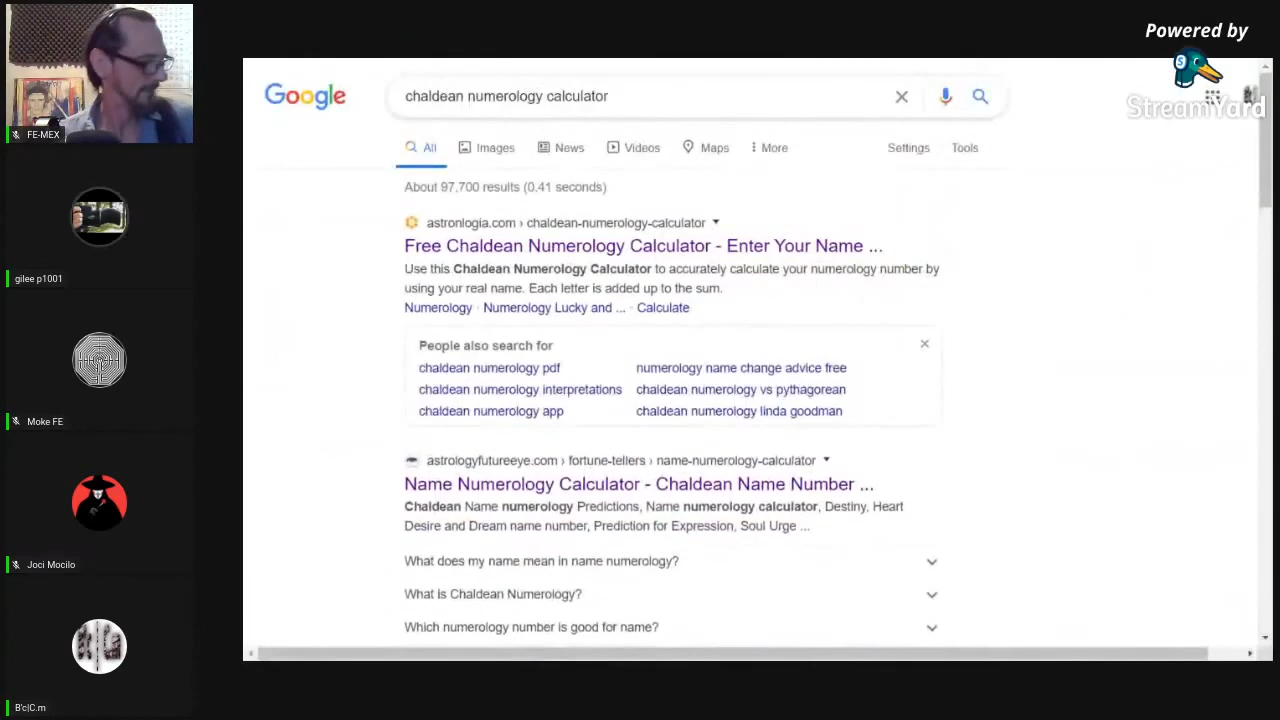 Powered by
StreamYard
FE-MEX
gilee p1001
Moke FE
Joci Mocilo
B'c|C.m
Google
chaldean numerology calculator
All Images News Videos Maps More Settings Tools
About 97,700 results (0.41 seconds)
astronlogia.com › chaldean-numerology-calculator
Free Chaldean Numerology Calculator - Enter Your Name ...
Use this Chaldean Numerology Calculator to accurately calculate your numerology number by
using your real name. Each letter is added up to the sum.
Numerology · Numerology Lucky and ... · Calculate
People also search for
chaldean numerology pdf numerology name change advice free
chaldean numerology interpretations chaldean numerology vs pythagorean
chaldean numerology app chaldean numerology linda goodman
astrologyfutureeye.com › fortune-tellers › name-numerology-calculator
Name Numerology Calculator - Chaldean Name Number ...
Chaldean Name numerology Predictions, Name numerology calculator, Destiny, Heart
Desire and Dream name number, Prediction for Expression, Soul Urge ...
What does my name mean in name numerology?
What is Chaldean Numerology?
Which numerology number is good for name?